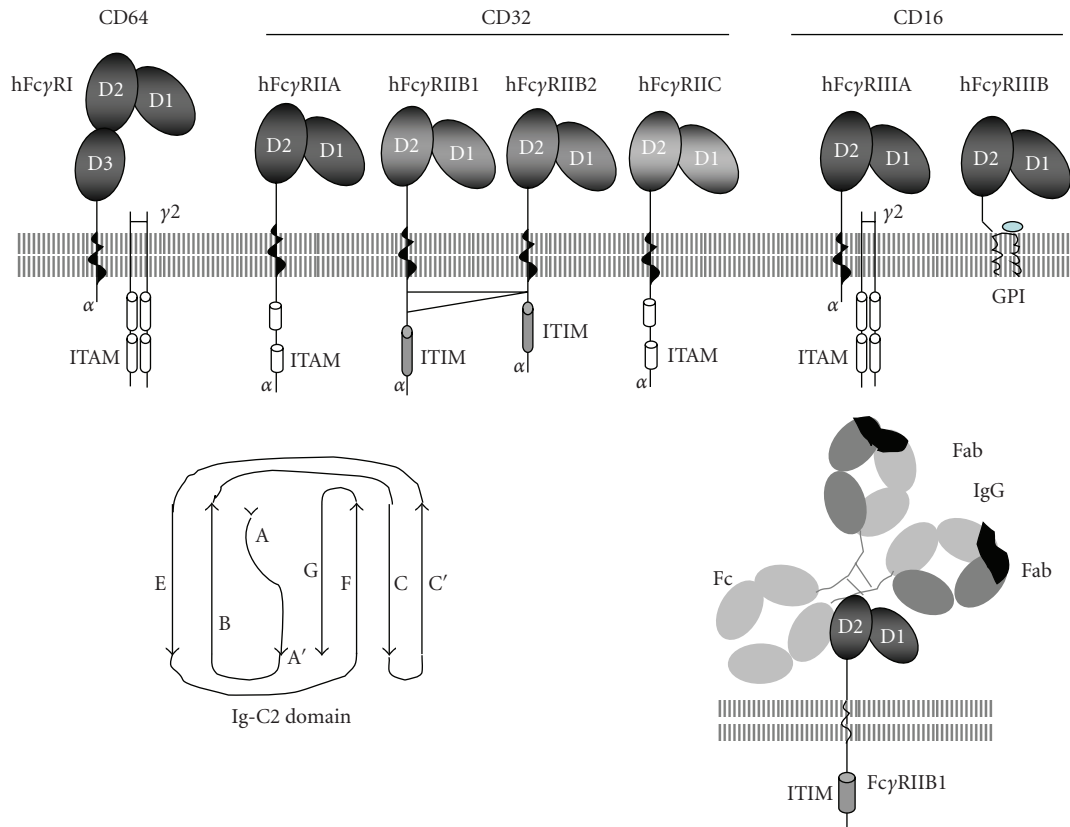 CD64 CD32 CD16
hFcγRI hFcγRIIA hFcγRIIB1 hFcγRIIB2 hFcγRIIC hFcγRIIIA hFcγRIIIB
D2 D1 D2 D1 D2 D1 D2 D1 D2 D1 D2 D1 D2 D1
D3
γ2 γ2
α α GPI
ITAM ITAM ITIM ITIM ITAM ITAM
α α α α
Fab
IgG
A
E G F C C′ Fc Fab
B D2 D1
A′
Ig-C2 domain
ITIM FcγRIIB1